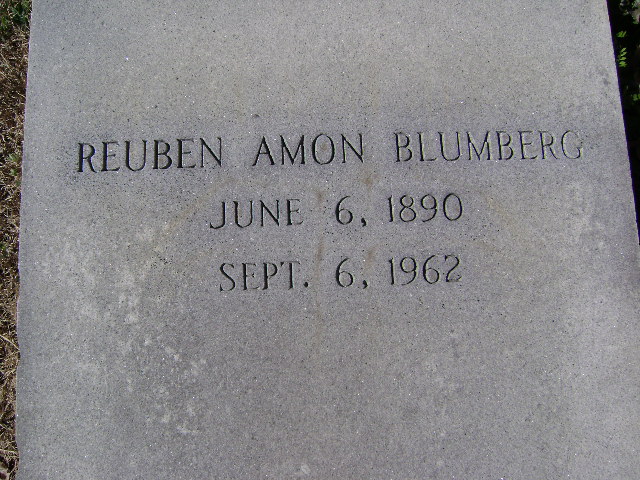 REUBEN AMON BLUMBERG
JUNE 6, 1890
SEPT. 6, 1962